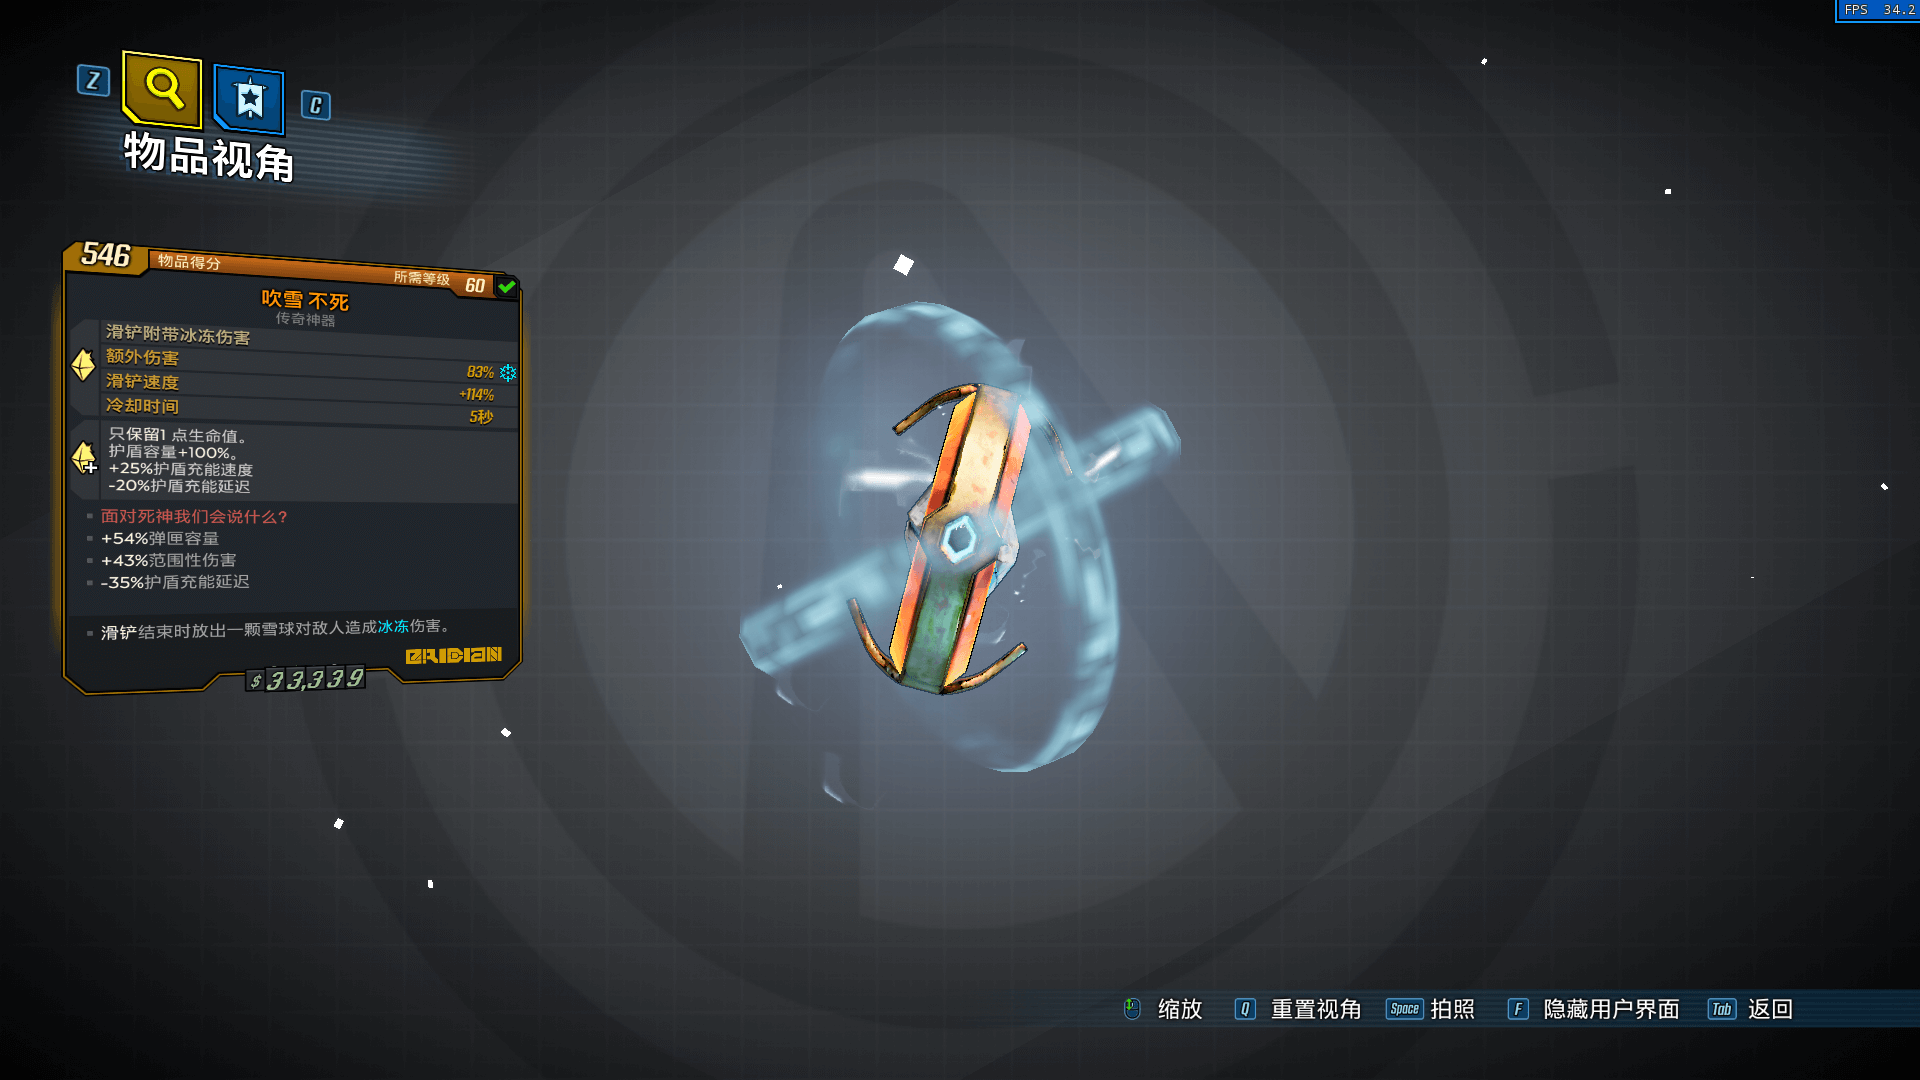 FPS 34.2
Z
C
物品视角
546 物品得分
所需等级 60
吹雪 不死
传奇神器
滑铲附带冰冻伤害
额外伤害 83%
滑铲速度 +114%
冷却时间 5秒
只保留1 点生命值。
护盾容量+100%。
+25%护盾充能速度
-20%护盾充能延迟
面对死神我们会说什么?
+54%弹匣容量
+43%范围性伤害
-35%护盾充能延迟
滑铲结束时放出一颗雪球对敌人造成冰冻伤害。
ERIDIAN
$33,339
缩放 Q 重置视角 Space 拍照 F 隐藏用户界面 Tab 返回